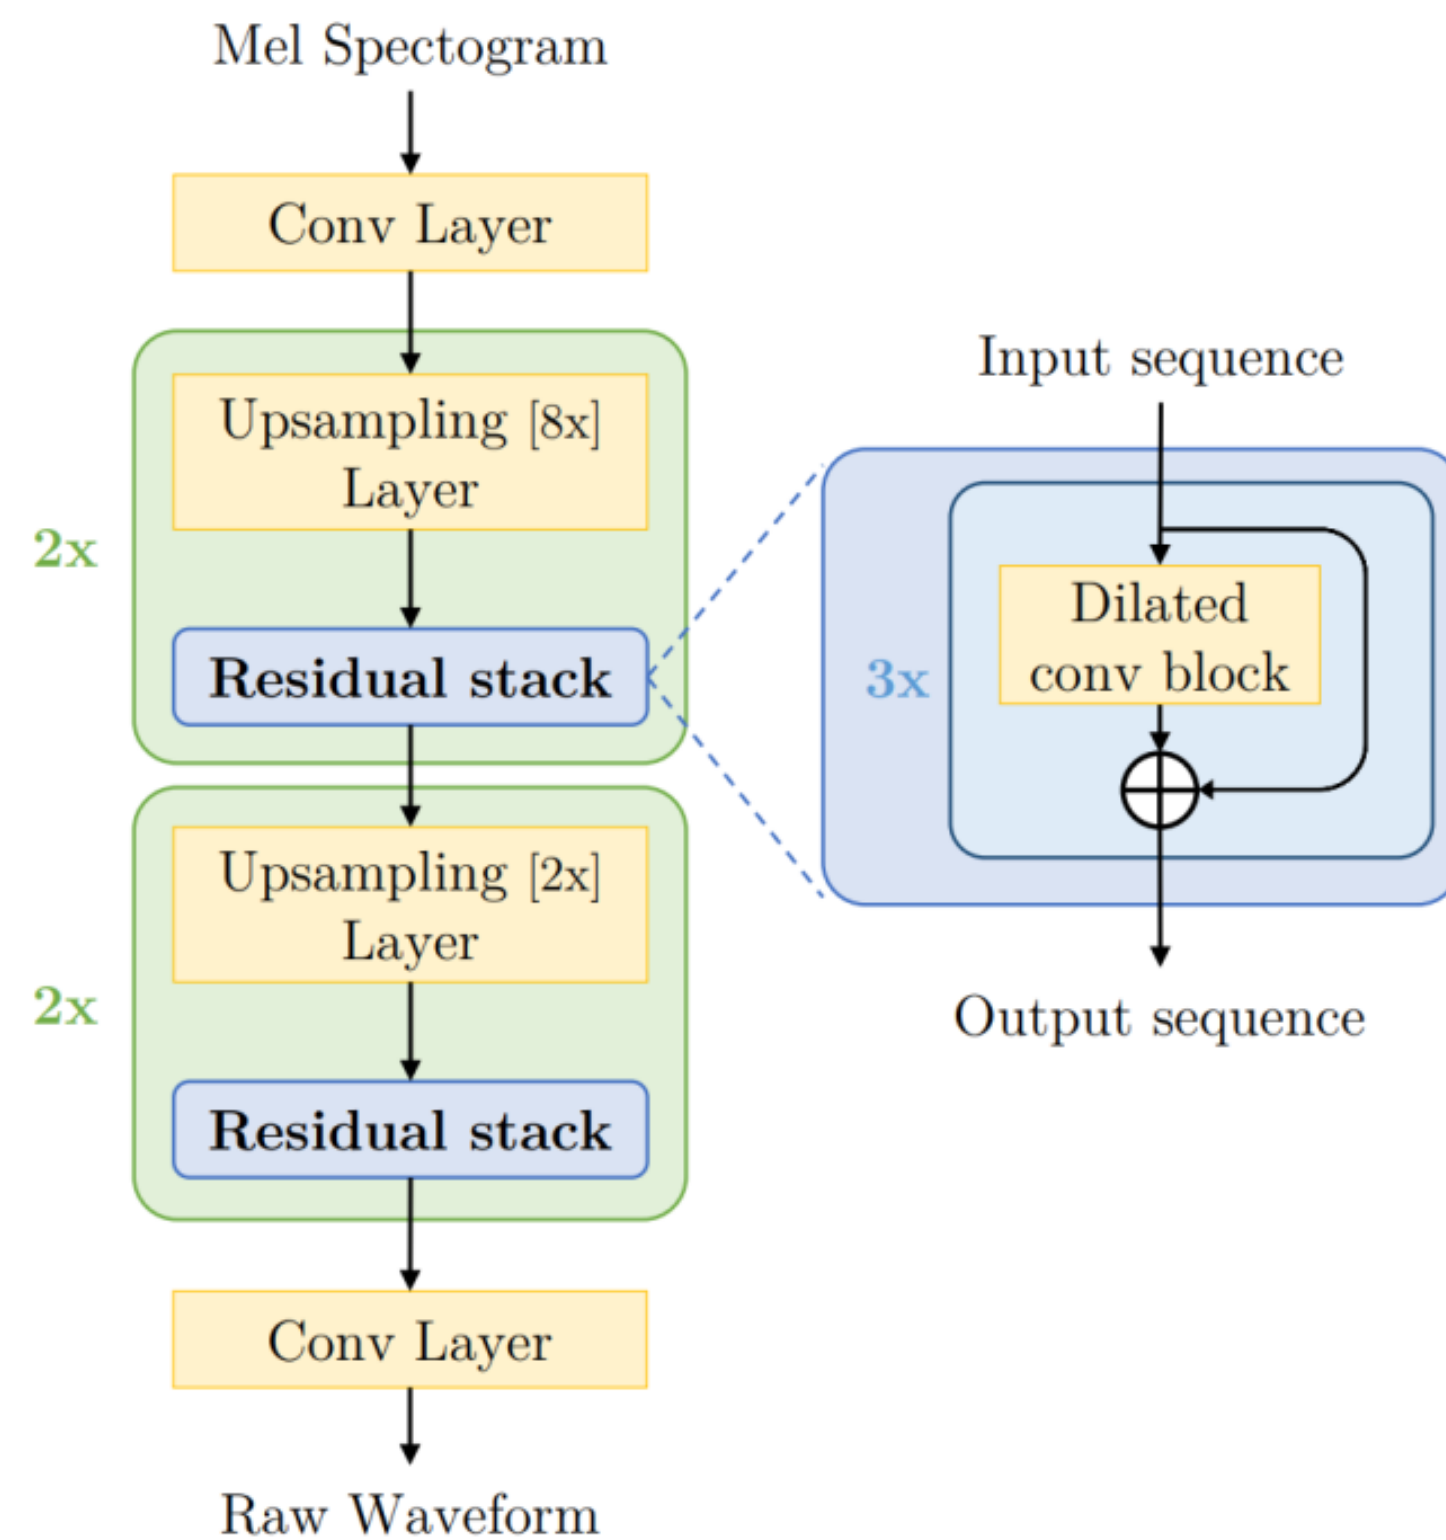 Mel Spectogram
Conv Layer
Upsampling [8x]
Layer
2x
Residual stack
Upsampling [2x]
Layer
2x
Residual stack
Conv Layer
Raw Waveform
Input sequence
Dilated
conv block
3x
Output sequence